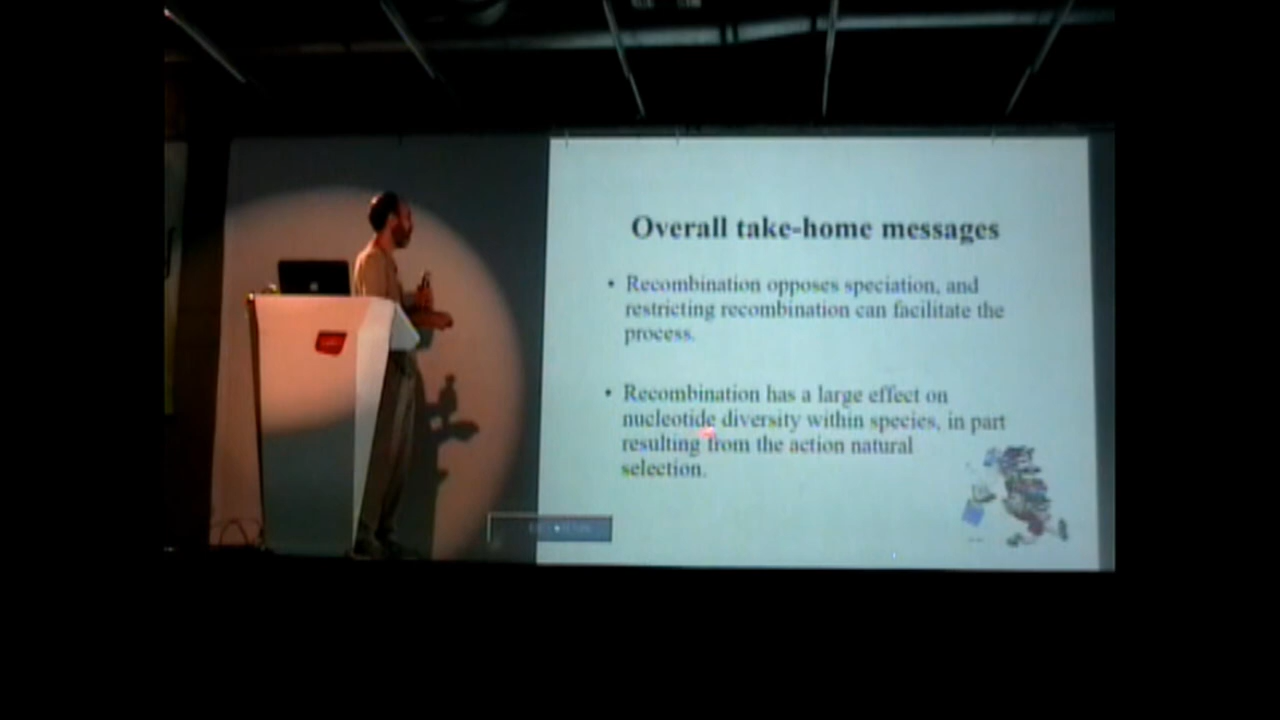 Overall take-home messages
• Recombination opposes speciation, and
restricting recombination can facilitate the
process.
• Recombination has a large effect on
nucleotide diversity within species, in part
resulting from the action natural
selection.